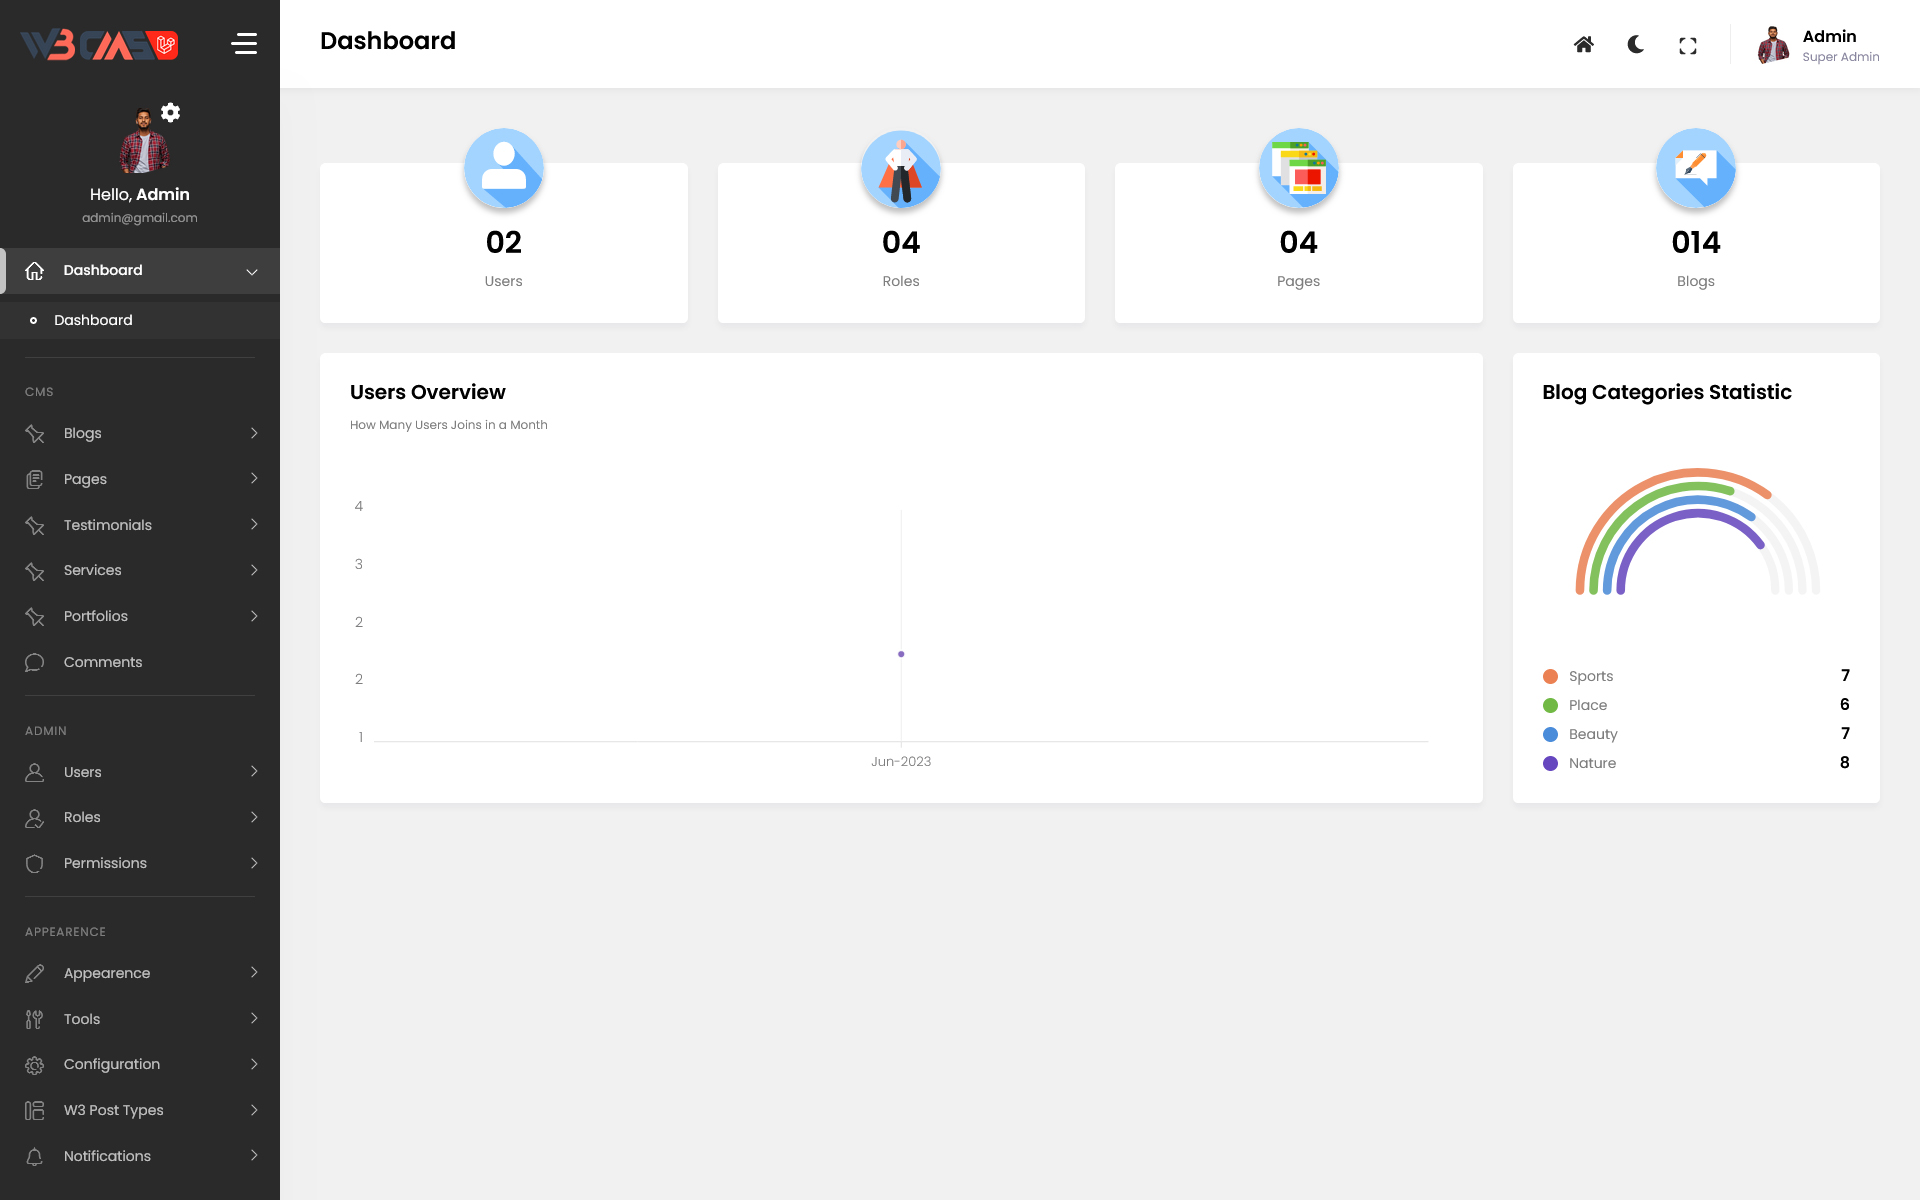 W3CMS
Hello, Admin
admin@gmail.com
Dashboard
Dashboard
CMS
Blogs
Pages
Testimonials
Services
Portfolios
Comments
ADMIN
Users
Roles
Permissions
APPEARENCE
Appearence
Tools
Configuration
W3 Post Types
Notifications
Dashboard
Admin
Super Admin
02
Users
04
Roles
04
Pages
014
Blogs
Users Overview
How Many Users Joins in a Month
4
3
2
2
1
Jun-2023
Blog Categories Statistic
Sports 7
Place 6
Beauty 7
Nature 8